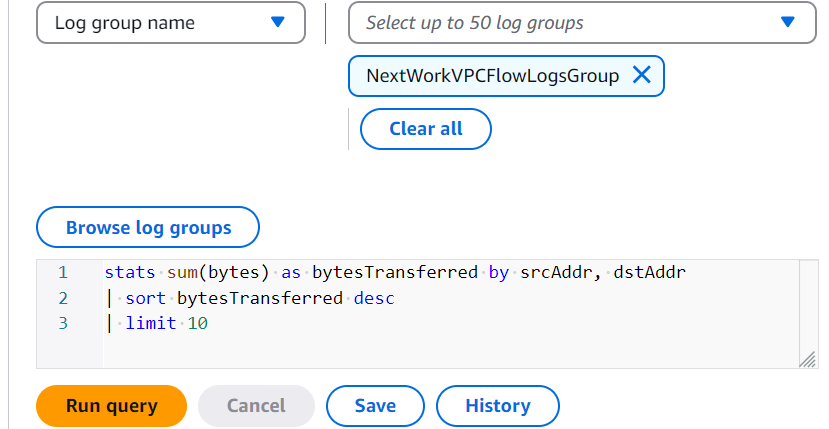 Log group name
Select up to 50 log groups
NextWorkVPCFlowLogsGroup
Clear all
Browse log groups
1 stats sum(bytes) as bytesTransferred by srcAddr, dstAddr
2 | sort bytesTransferred desc
3 | limit 10
Run query
Cancel
Save
History